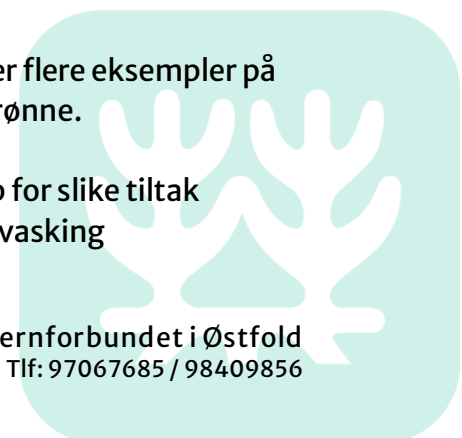 er flere eksempler på
rønne.
for slike tiltak
vasking
ernforbundet i Østfold
Tlf: 97067685 / 98409856